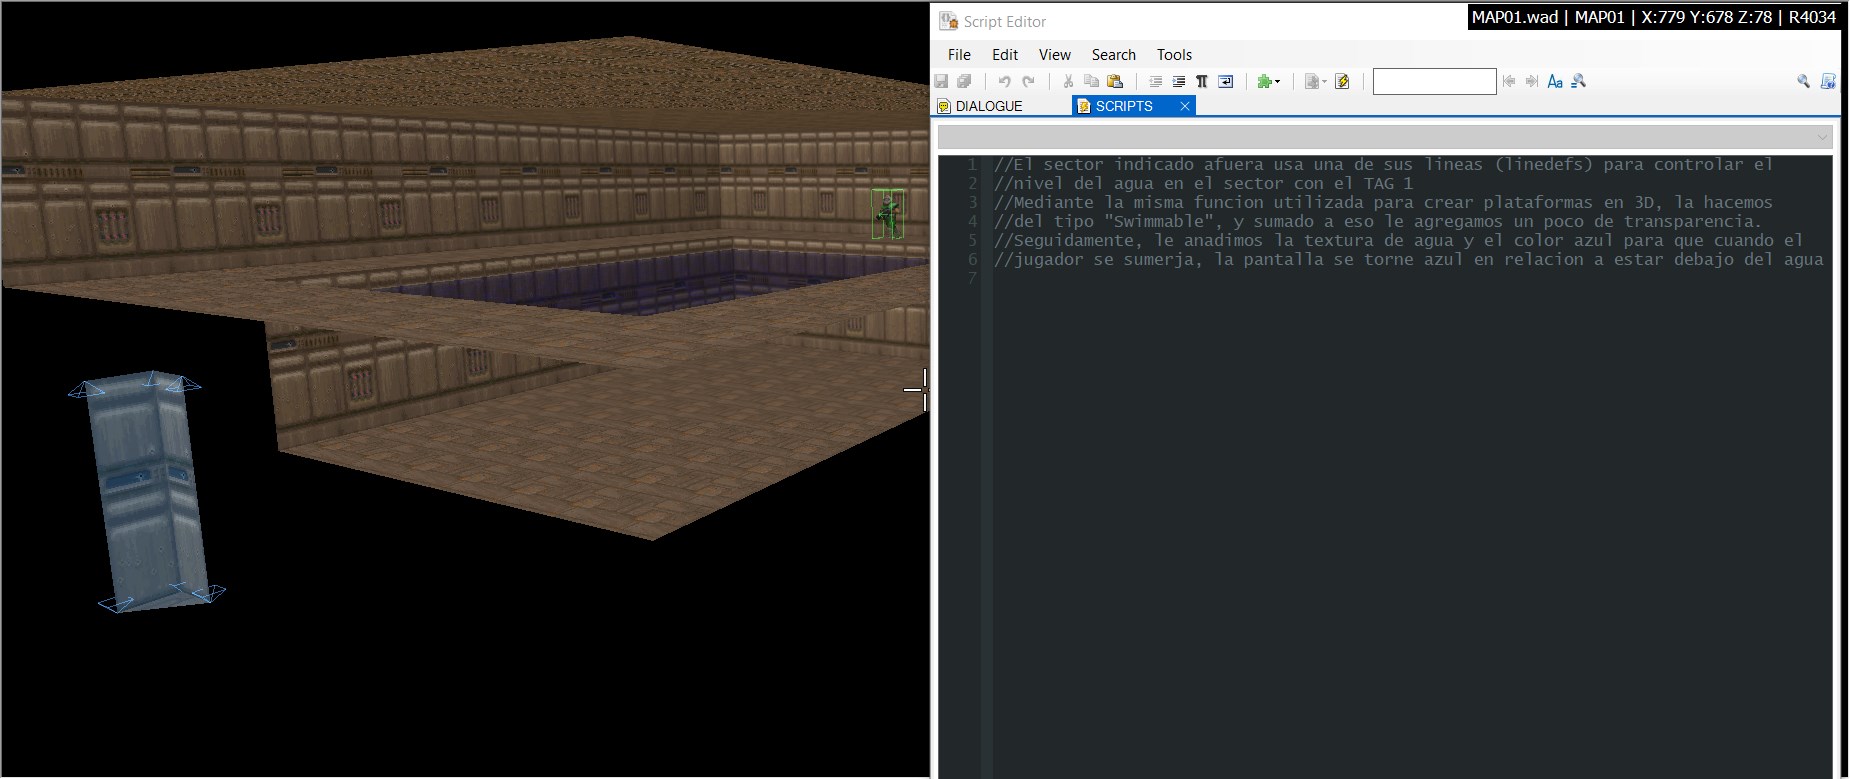 Script Editor
MAP01.wad | MAP01 | X:779 Y:678 Z:78 | R4034
File Edit View Search Tools
DIALOGUE SCRIPTS
1 //El sector indicado afuera usa una de sus lineas (linedefs) para controlar el
2 //nivel del agua en el sector con el TAG 1
3 //Mediante la misma funcion utilizada para crear plataformas en 3D, la hacemos
4 //del tipo "Swimmable", y sumado a eso le agregamos un poco de transparencia.
5 //Seguidamente, le anadimos la textura de agua y el color azul para que cuando el
6 //jugador se sumerja, la pantalla se torne azul en relacion a estar debajo del agua
7